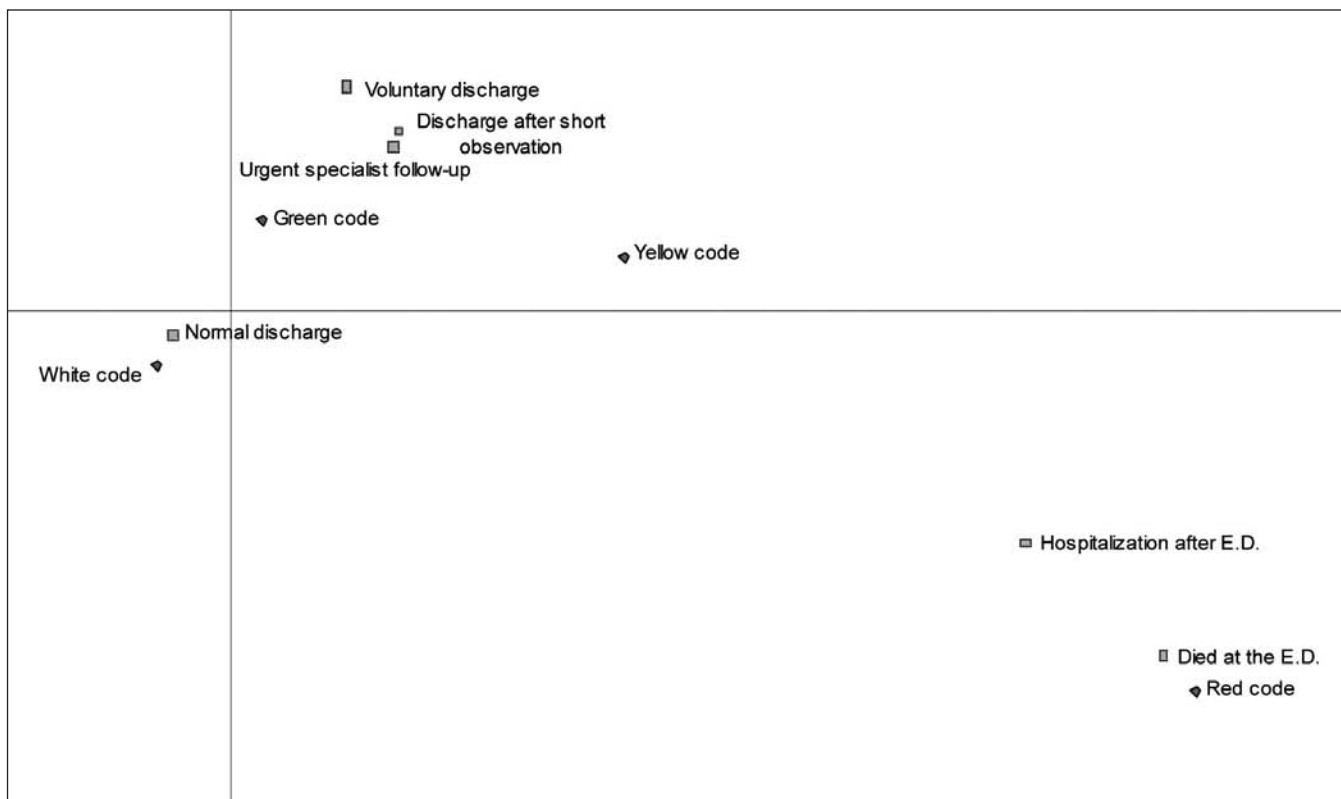 Voluntary discharge
Discharge after short
observation
Urgent specialist follow-up
Green code
Yellow code
Normal discharge
White code
Hospitalization after E.D.
Died at the E.D.
Red code